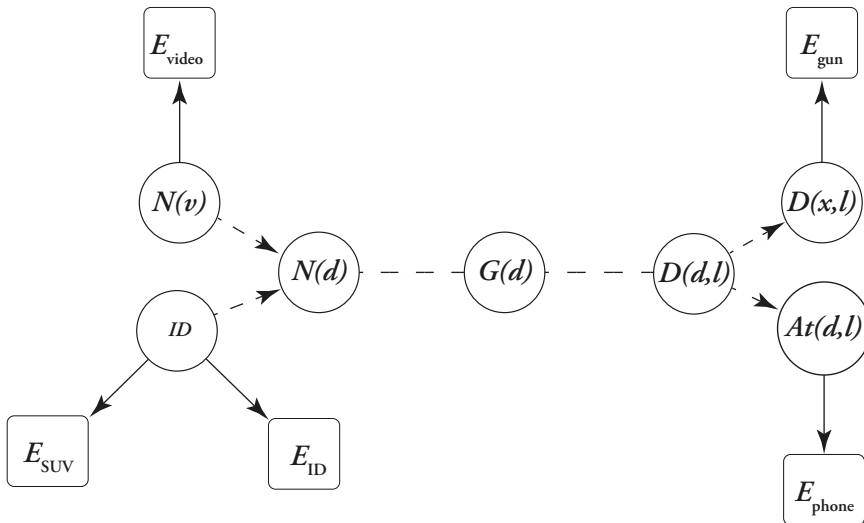 E_video
E_gun
N(v)
D(x,l)
N(d)
G(d)
D(d,l)
ID
At(d,l)
E_SUV
E_ID
E_phone